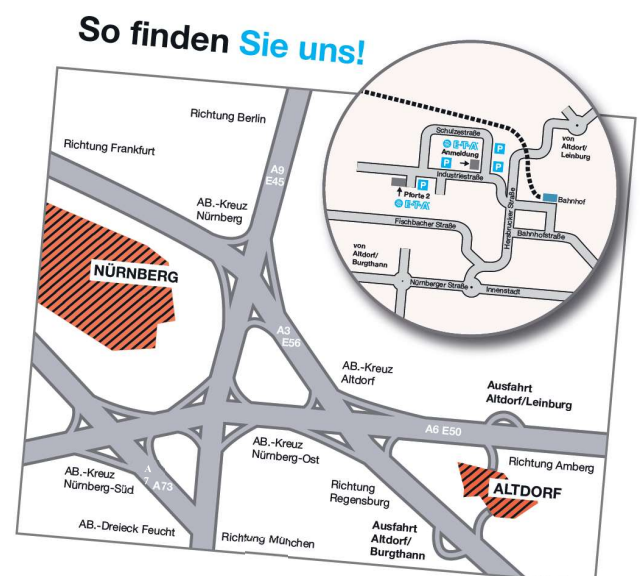 So finden Sie uns!
Richtung Berlin
Richtung Frankfurt
A9
E45
AB.-Kreuz
Nürnberg
NÜRNBERG
A3
E56
AB.-Kreuz
Altdorf
Ausfahrt
Altdorf/Leinburg
A6 E50
Richtung Amberg
AB.-Kreuz
Nürnberg-Ost
AB.-Kreuz
Nürnberg-Süd
A
7
A73
Richtung
Regensburg
ALTDORF
AB.-Dreieck Feucht
Richtung München
Ausfahrt
Altdorf/
Burgthann
von
Altdorf/
Leinburg
Schulzestraße
E-T-A
Anmeldung
P
P
P
Industriestraße
P
Pforte 2
E-T-A
Hersbrucker Straße
Bahnhof
Fischbacher Straße
Bahnhofstraße
von
Altdorf/
Burgthann
Nürnberger Straße
Innenstadt